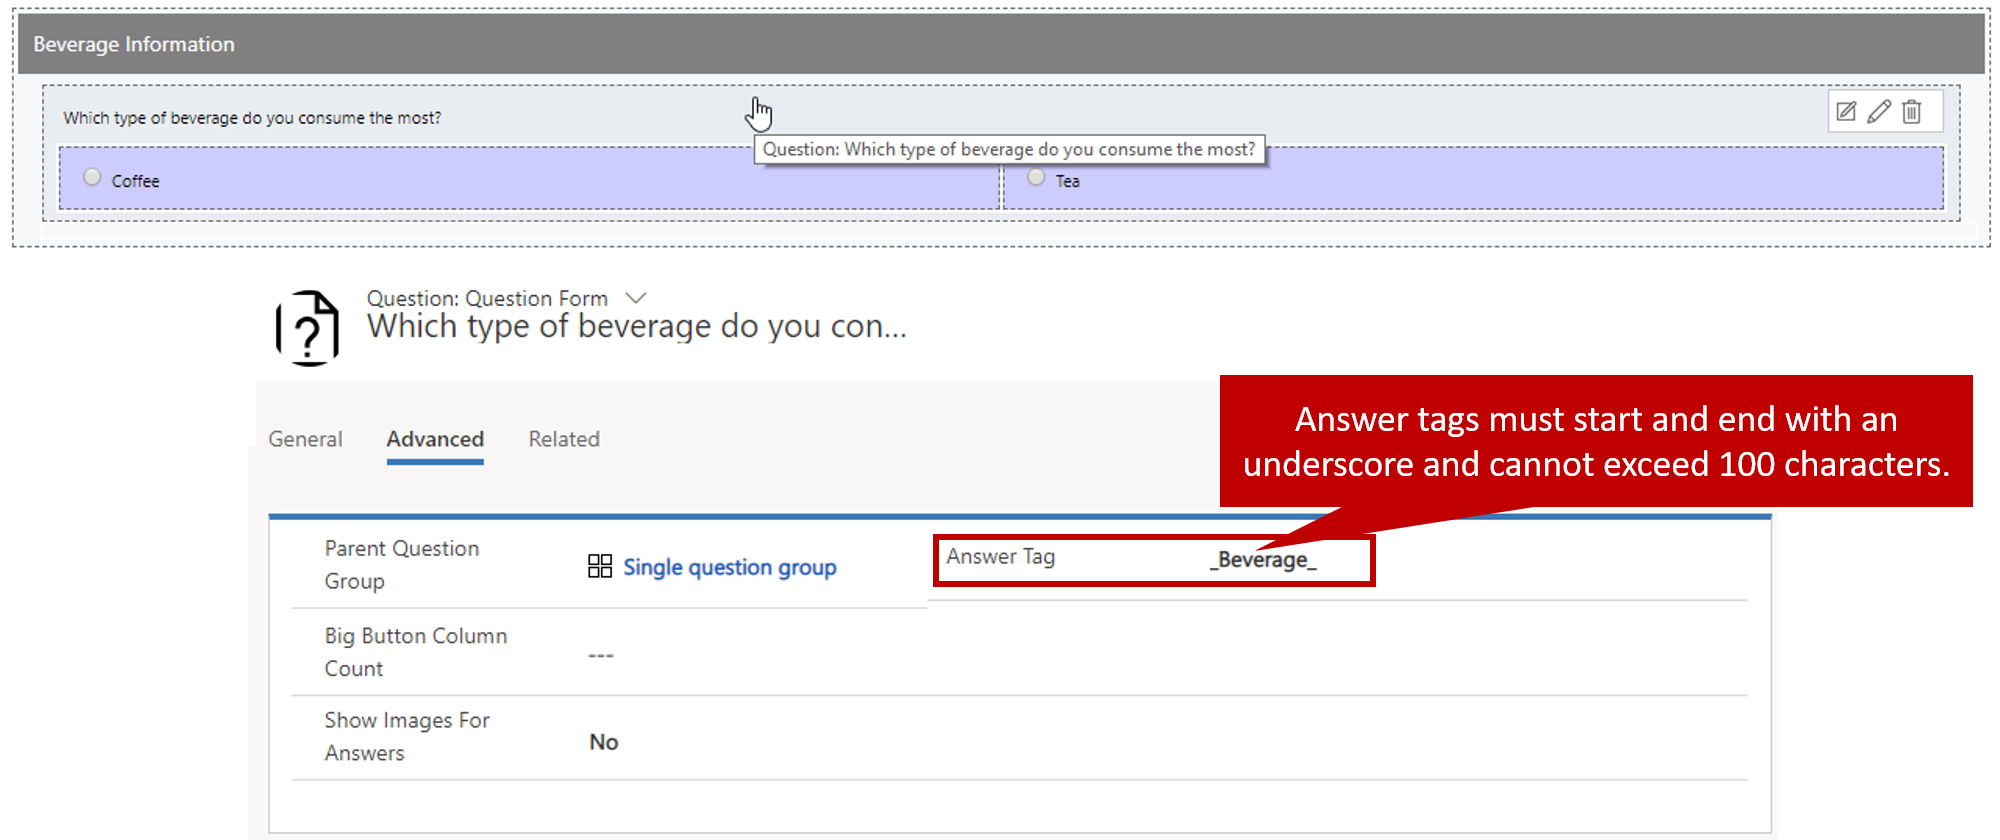 Beverage Information
Which type of beverage do you consume the most?
Question: Which type of beverage do you consume the most?
Coffee
Tea
Question: Question Form
Which type of beverage do you con...
General
Advanced
Related
Answer tags must start and end with an
underscore and cannot exceed 100 characters.
Parent Question
Group
Single question group
Answer Tag
_Beverage_
Big Button Column
Count
---
Show Images For
Answers
No